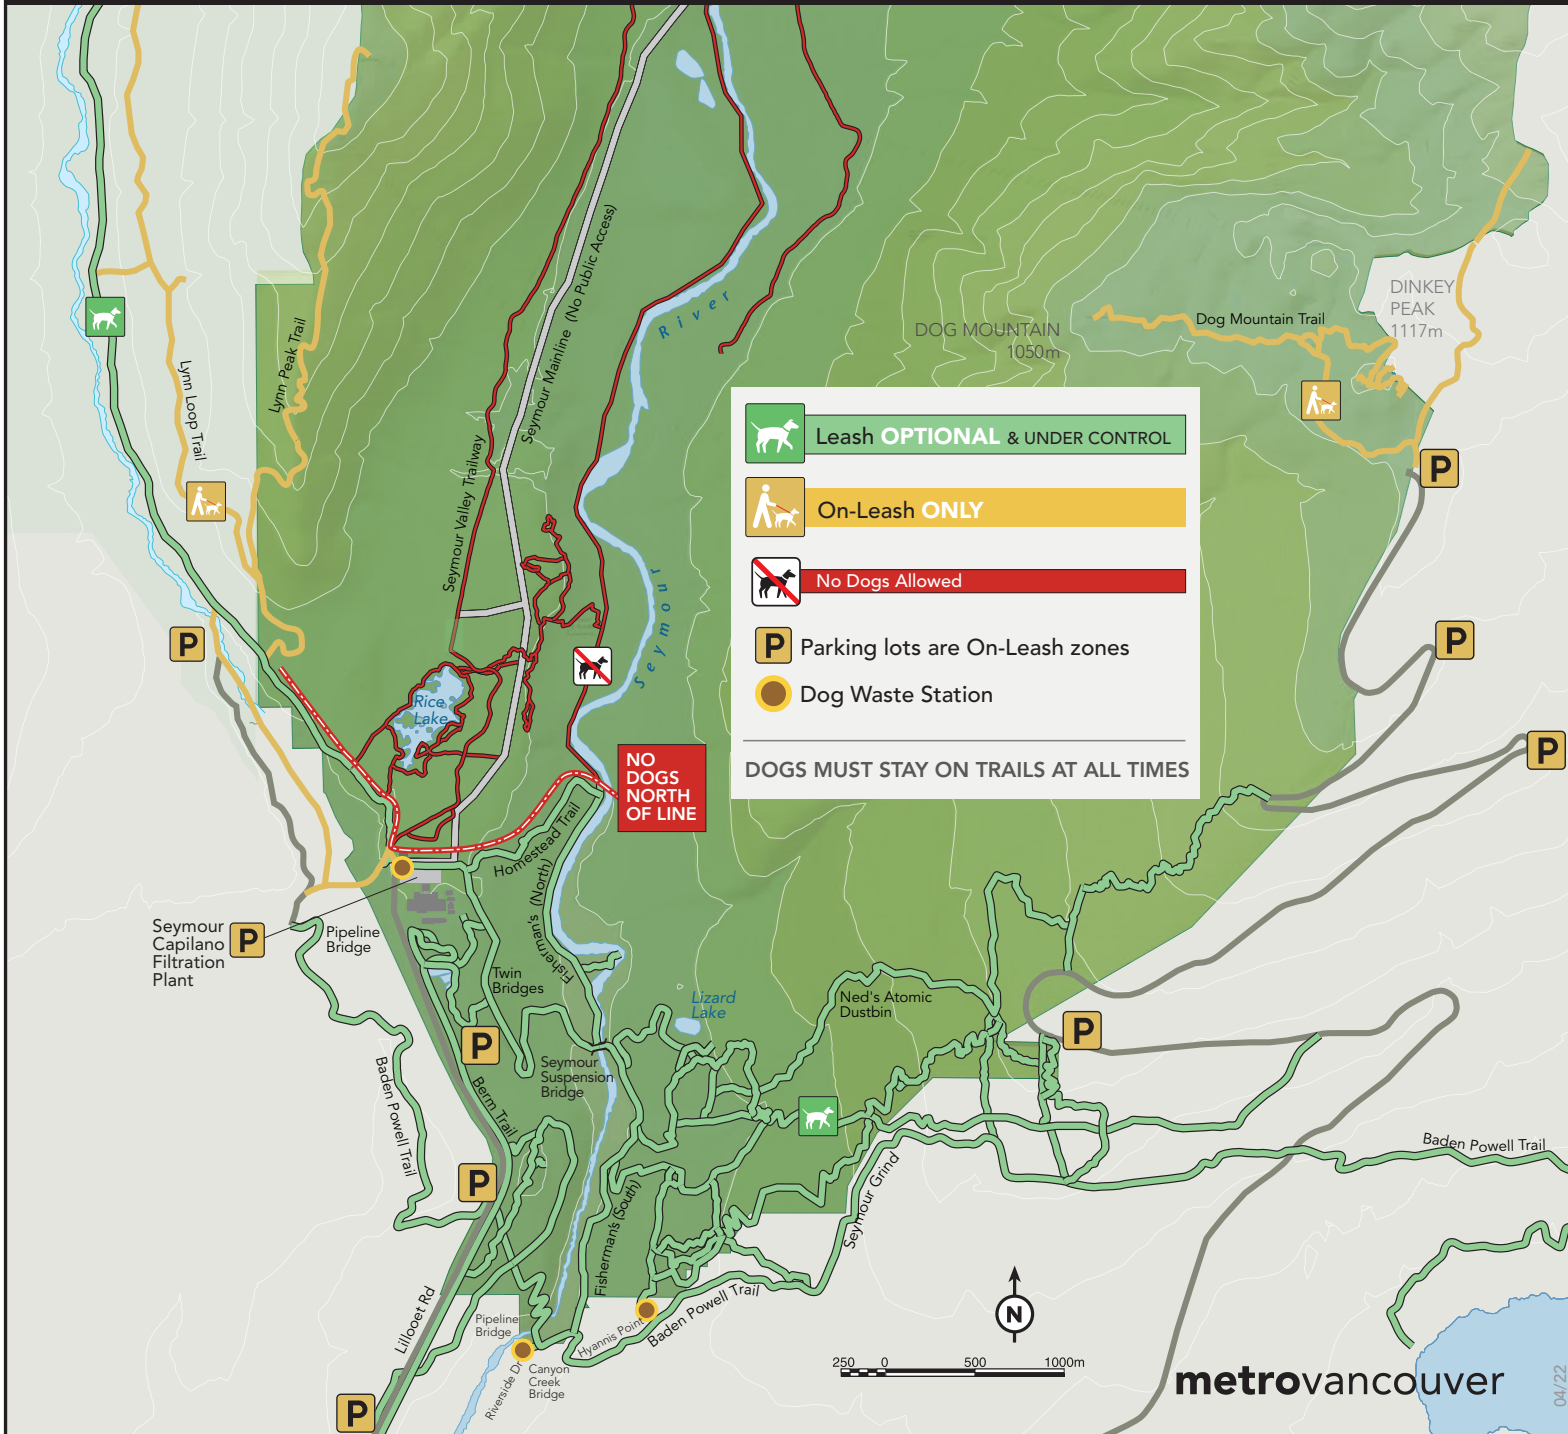 Lynn Loop Trail
Lynn Peak Trail
Seymour Valley Trailway
Seymour Mainline (No Public Access)
River
Seymour
DOG MOUNTAIN
1050m
Dog Mountain Trail
DINKEY
PEAK
1117m
P
Leash OPTIONAL & UNDER CONTROL
On-Leash ONLY
No Dogs Allowed
P Parking lots are On-Leash zones
Dog Waste Station
DOGS MUST STAY ON TRAILS AT ALL TIMES
P
P
P
Rice
Lake
NO
DOGS
NORTH
OF LINE
Homestead Trail
Fisherman's (North)
Seymour
Capilano
Filtration
Plant
P
Pipeline
Bridge
Twin
Bridges
Lizard
Lake
Ned's Atomic
Dustbin
P
P
Seymour
Suspension
Bridge
Baden Powell Trail
Berm Trail
P
Fisherman's (South)
Seymour Grind
Baden Powell Trail
Lillooet Rd
Pipeline
Bridge
Hyannis Point
Baden Powell Trail
Riverside Dr
Canyon
Creek
Bridge
P
N
250 0 500 1000m
metrovancouver
04/22